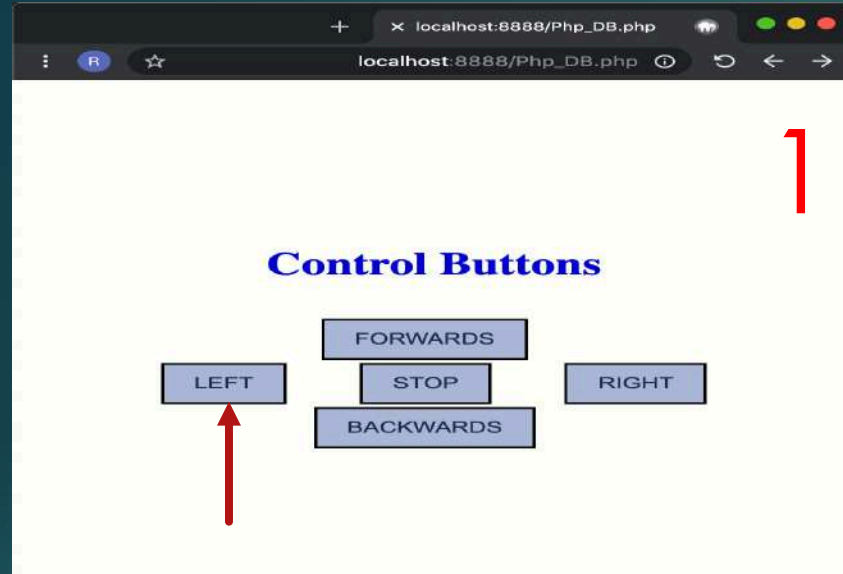 localhost:8888/Php_DB.php
R localhost:8888/Php_DB.php
1
Control Buttons
FORWARDS
LEFT STOP RIGHT
BACKWARDS